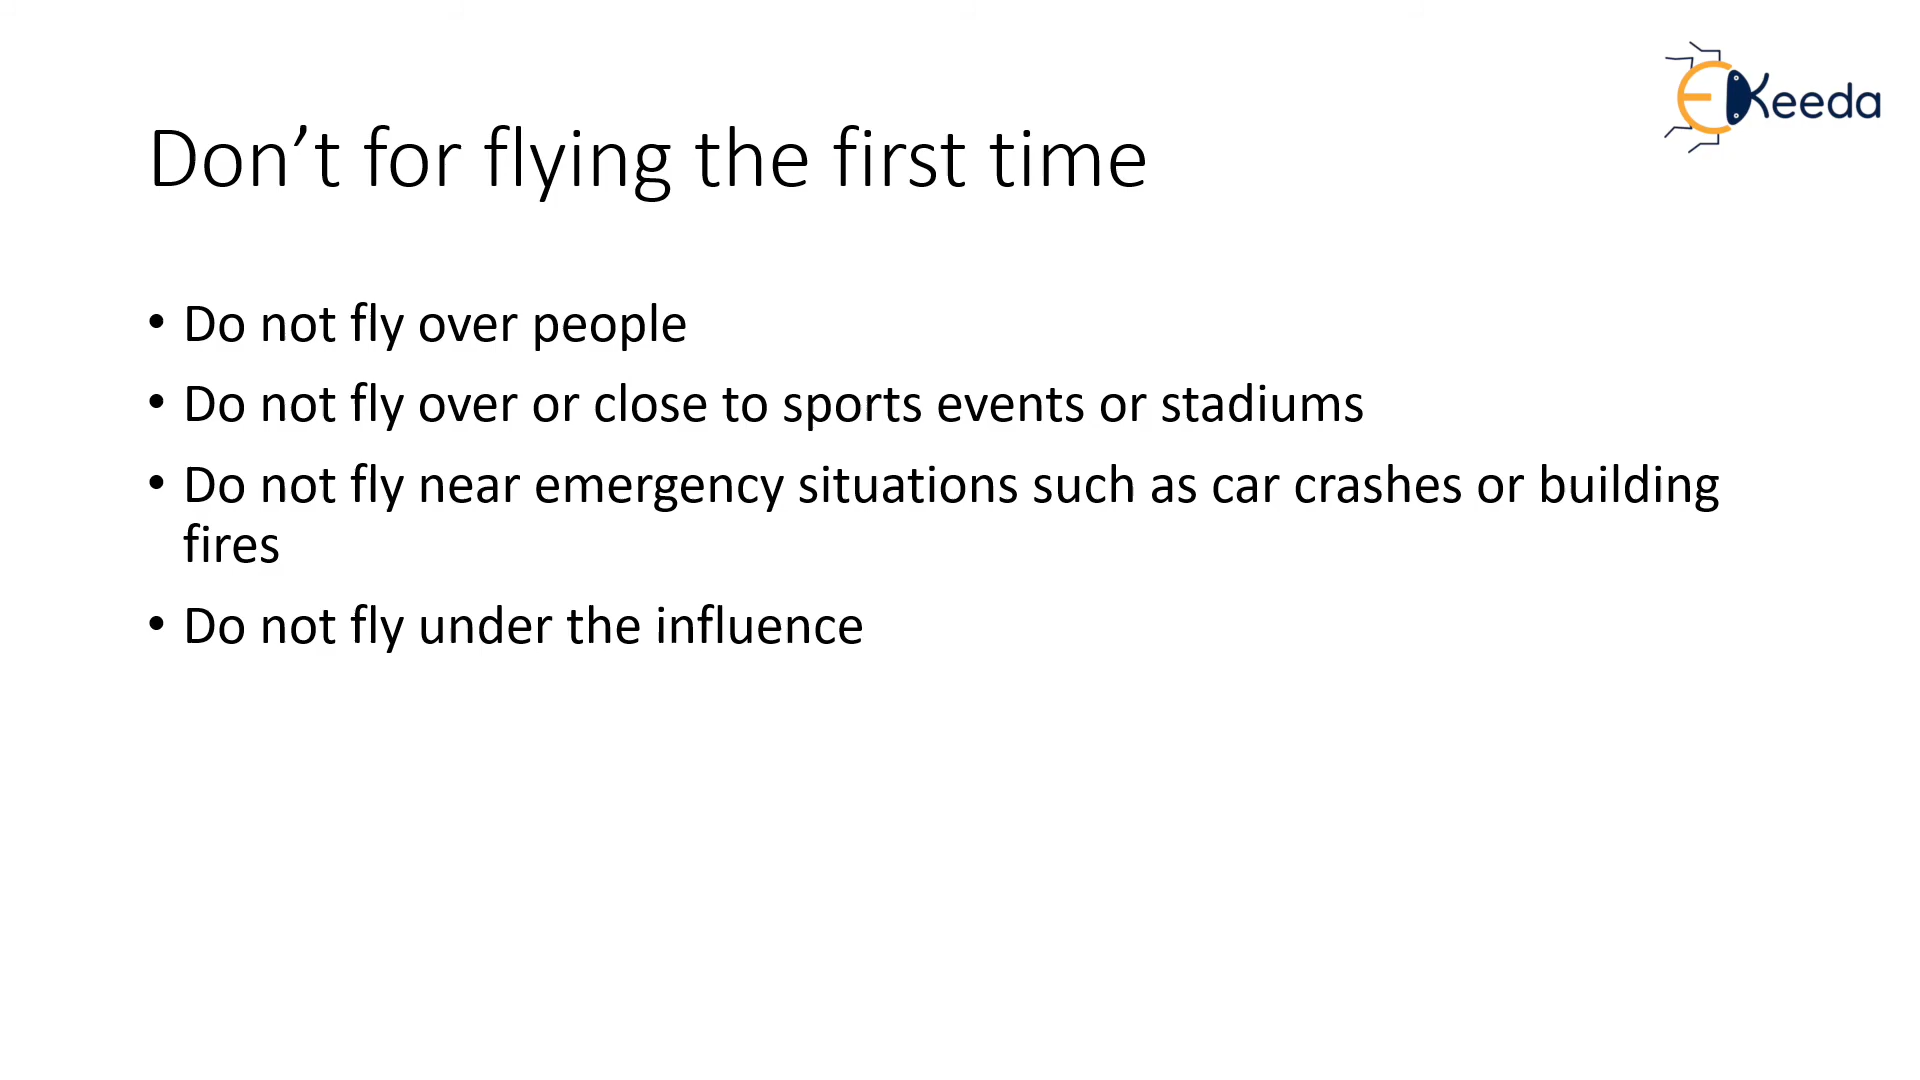 EKeeda
Don’t for flying the first time
• Do not fly over people
• Do not fly over or close to sports events or stadiums
• Do not fly near emergency situations such as car crashes or building
fires
• Do not fly under the influence